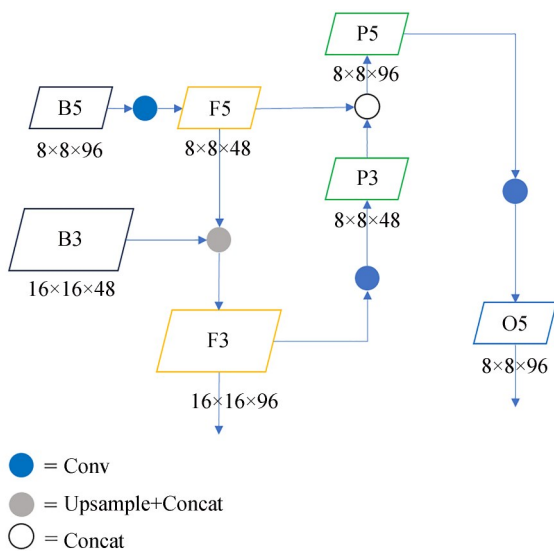 P5
8×8×96
B5
8×8×96
F5
8×8×48
P3
8×8×48
B3
16×16×48
F3
16×16×96
O5
8×8×96
= Conv
= Upsample+Concat
= Concat